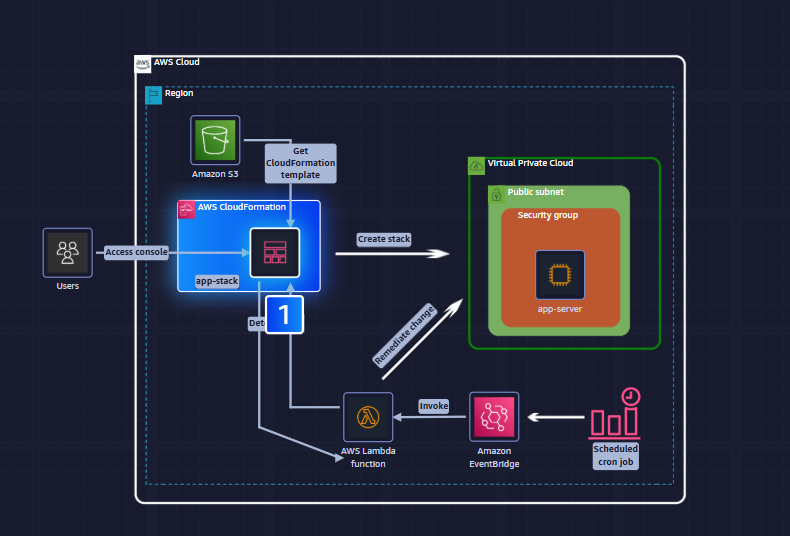 aws
AWS Cloud
Region
Amazon S3
Get
CloudFormation
template
AWS CloudFormation
Users
Access console
app-stack
Create stack
Virtual Private Cloud
Public subnet
Security group
app-server
1
Remediate change
Invoke
AWS Lambda
function
Amazon
EventBridge
Scheduled
cron job